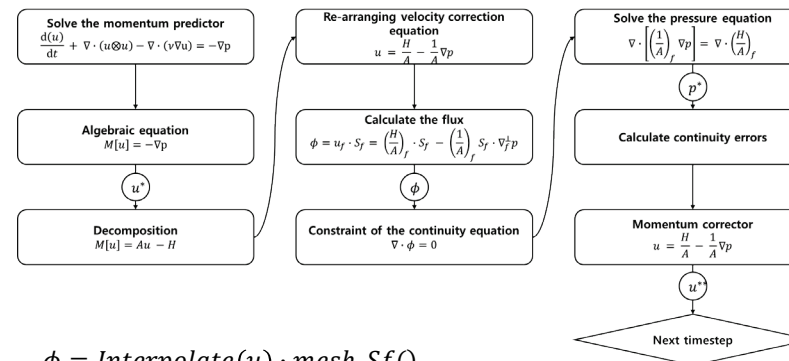 Solve the momentum predictor
d(u)/dt + ∇ · (u⊗u) − ∇ · (ν∇u) = −∇p
Algebraic equation
M[u] = −∇p
u*
Decomposition
M[u] = Au − H
Re-arranging velocity correction
equation
u = H/A − 1/A ∇p
Calculate the flux
ϕ = u_f · S_f = (H/A)_f · S_f − (1/A)_f S_f · ∇_f^⊥ p
ϕ
Constraint of the continuity equation
∇ · ϕ = 0
Solve the pressure equation
∇ · [(1/A)_f ∇p] = ∇ · (H/A)_f
p*
Calculate continuity errors
Momentum corrector
u = H/A − 1/A ∇p
u**
Next timestep
ϕ = Interpolate(u) · mesh.Sf()